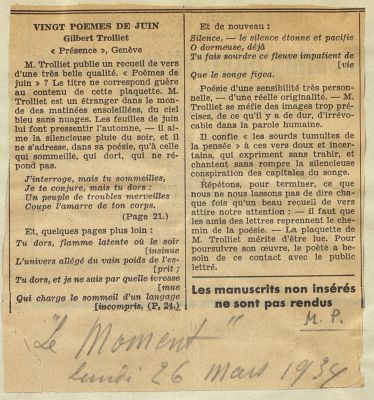 VINGT POEMES DE JUIN
Gilbert Trolliet
« Présence », Genève
M. Trolliet publie un recueil de vers
d'une très belle qualité. « Poèmes de
juin » ? Le titre ne correspond guère
au contenu de cette plaquette. M.
Trolliet est un étranger dans le mon-
de des matinées ensoleillées, du ciel
bleu sans nuages. Les feuilles de juin
lui font pressentir l'automne, — il ai-
me la silencieuse pluie du soir, et il
ne s'adresse, dans sa poésie, qu'à celle
qui sommeille, qui dort, qui ne ré-
pond pas.
J'interroge, mais tu sommeilles,
Je te conjure, mais tu dors :
Un peuple de troubles merveilles
Coupe l'amarre de ton corps.
(Page 21.)
Et, quelques pages plus loin :
Tu dors, flamme latente où le soir
[insinue
L'univers allégé du vain poids de l'es-
[prit ;
Tu dors, et je ne sais par quelle ivresse
[mue
Qui charge le sommeil d'un langage
[incompris. (P. 24.)
Et de nouveau :
Silence, — le silence étonne et pacifie
O dormeuse, déjà
Tu fais sourdre ce fleuve impatient de
[vie
Que le songe figea.
Poésie d'une sensibilité très person-
nelle, — d'une réelle originalité. — M.
Trolliet se méfie des images trop pré-
cises, de ce qu'il y a de dur, d'irrévo-
cable dans la parole humaine.
Il confie « les sourds tumultes de
la pensée » à ces vers doux et incer-
tains, qui expriment sans trahir, et
chantent sans rompre la silencieuse
conspiration des capitales du songe.
Répétons, pour terminer, ce que
nous ne nous lassons pas de dire cha-
que fois qu'un beau recueil de vers
attire notre attention : — il faut que
les amis des lettres reprennent le che-
min de la poésie. — La plaquette de
M. Trolliet mérite d'être lue. Pour
poursuivre son œuvre, le poète a be-
soin de ce contact avec le public
lettré.
M. P.
Les manuscrits non insérés
ne sont pas rendus
"Le Moment"
lundi 26 mars 1934